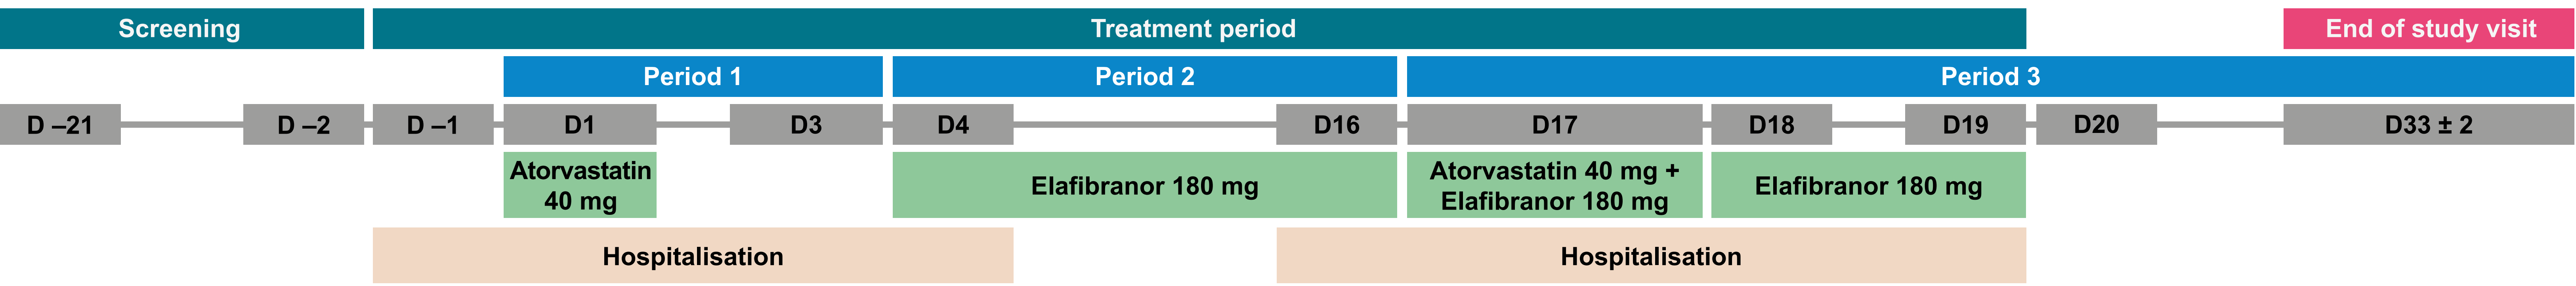 Screening
Treatment period
End of study visit
Period 1
Period 2
Period 3
D –21
D –2
D –1
D1
D3
D4
D16
D17
D18
D19
D20
D33 ± 2
Atorvastatin
40 mg
Elafibranor 180 mg
Atorvastatin 40 mg +
Elafibranor 180 mg
Elafibranor 180 mg
Hospitalisation
Hospitalisation